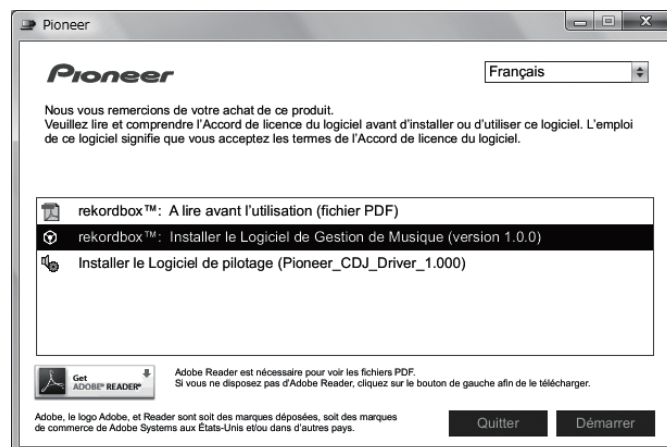 Pioneer
Pioneer
Français
Nous vous remercions de votre achat de ce produit.
Veuillez lire et comprendre l'Accord de licence du logiciel avant d'installer ou d'utiliser ce logiciel. L'emploi
de ce logiciel signifie que vous acceptez les termes de l'Accord de licence du logiciel.
rekordbox™: A lire avant l'utilisation (fichier PDF)
rekordbox™: Installer le Logiciel de Gestion de Musique (version 1.0.0)
Installer le Logiciel de pilotage (Pioneer_CDJ_Driver_1.000)
Get
ADOBE® READER®
Adobe Reader est nécessaire pour voir les fichiers PDF.
Si vous ne disposez pas d'Adobe Reader, cliquez sur le bouton de gauche afin de le télécharger.
Adobe, le logo Adobe, et Reader sont soit des marques déposées, soit des marques
de commerce de Adobe Systems aux États-Unis et/ou dans d'autres pays.
Quitter
Démarrer